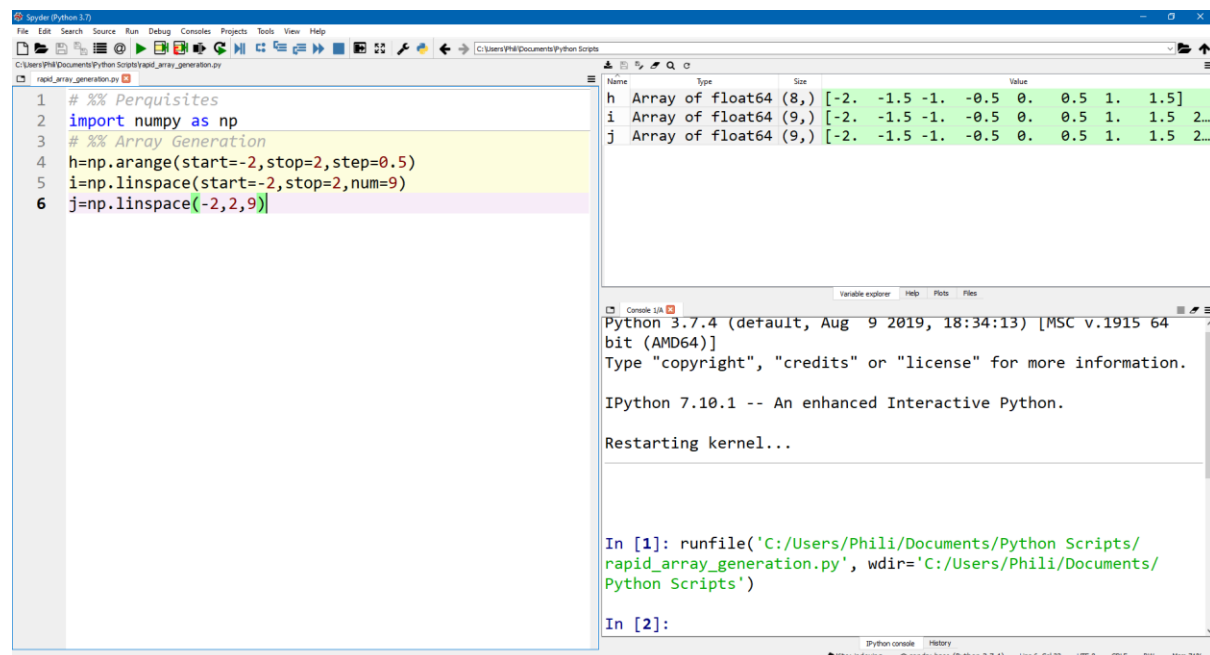 Spyder (Python 3.7)
File Edit Search Source Run Debug Consoles Projects Tools View Help
C:\Users\Phili\Documents\Python Scripts
C:\Users\Phili\Documents\Python Scripts\rapid_array_generation.py
rapid_array_generation.py
1 # %% Perquisites
2 import numpy as np
3 # %% Array Generation
4 h=np.arange(start=-2,stop=2,step=0.5)
5 i=np.linspace(start=-2,stop=2,num=9)
6 j=np.linspace(-2,2,9)
Name Type Size Value
h Array of float64 (8,) [-2. -1.5 -1. -0.5 0. 0.5 1. 1.5]
i Array of float64 (9,) [-2. -1.5 -1. -0.5 0. 0.5 1. 1.5 2...
j Array of float64 (9,) [-2. -1.5 -1. -0.5 0. 0.5 1. 1.5 2...
Variable explorer Help Plots Files
Console 1/A
Python 3.7.4 (default, Aug 9 2019, 18:34:13) [MSC v.1915 64
bit (AMD64)]
Type "copyright", "credits" or "license" for more information.
IPython 7.10.1 -- An enhanced Interactive Python.
Restarting kernel...
In [1]: runfile('C:/Users/Phili/Documents/Python Scripts/
rapid_array_generation.py', wdir='C:/Users/Phili/Documents/
Python Scripts')
In [2]:
IPython console History